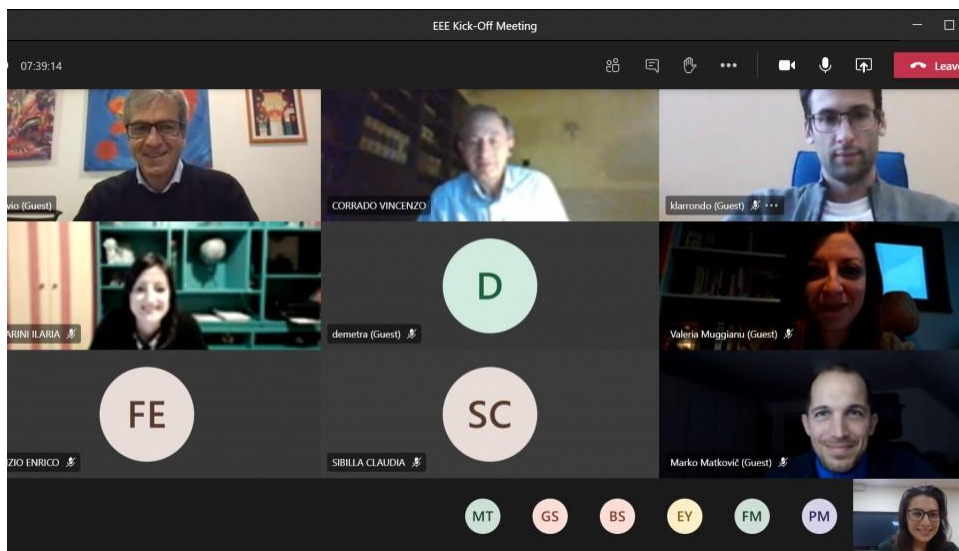 EEE Kick-Off Meeting
07:39:14
Leave
vio (Guest)
CORRADO VINCENZO
klarrondo (Guest)
ARINI ILARIA
D
demetra (Guest)
Valeria Muggianu (Guest)
FE
ZIO ENRICO
SC
SIBILLA CLAUDIA
Marko Matkovič (Guest)
MT GS BS EY FM PM